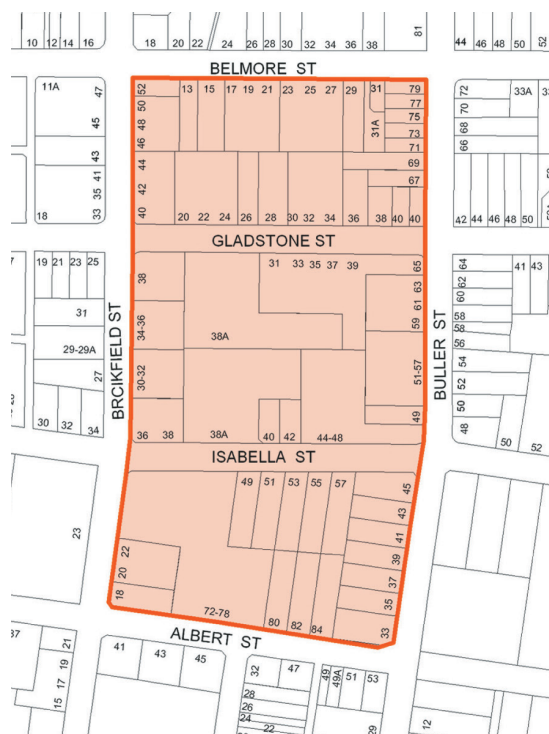 10 12 14 16 18 20 22 24 26 28 30 32 34 36 38 81 44 46 48 50 52
BELMORE ST
11A 47 45 43 41 35 33 18
52 50 48 46 44 42 40
13 15 17 19 21 23 25 27 29 31 31A
79 77 75 73 71 69 67
72 70 68 66 33A
20 22 24 26 28 30 32 34 36 38 40 40
42 44 46 48 50
GLADSTONE ST
19 21 23 25 31 29-29A 27 30 32 34
BRCIKFIELD ST
38 34-36 30-32 36 38
31 33 35 37 39
38A
38A 40 42 44-48
65 63 61 59 51-57 49
BULLER ST
64 62 60 58 58 56 54 52 50 48
41 43
50 52
ISABELLA ST
23
49 51 53 55 57
45 43 41 39 37 35 33
22 20 18
72-78 80 82 84
ALBERT ST
37 21 19 17 15
41 43 45
32 47 28 26 24 22
49 49A 51 53 29
12